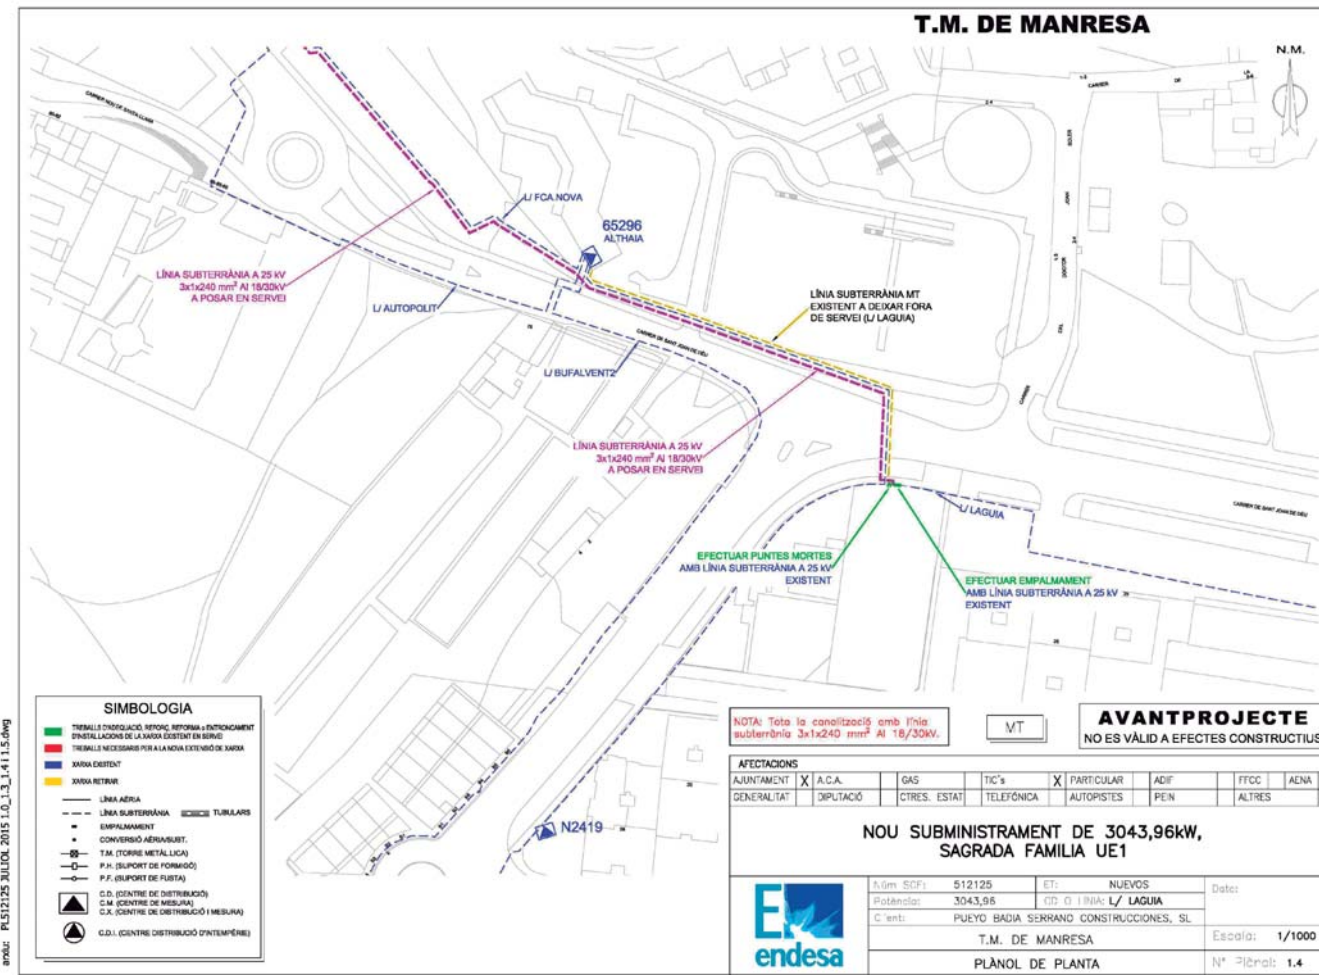 T.M. DE MANRESA
N.M.
CARRER NOU DE SANTA CLARA
CARRER DE LA
L/ FCA.NOVA
65296
ALTHAIA
LÍNIA SUBTERRÀNIA A 25 kV
3x1x240 mm² Al 18/30kV
A POSAR EN SERVEI
L/ AUTOPOLIT
LÍNIA SUBTERRÀNIA MT
EXISTENT A DEIXAR FORA
DE SERVEI (L/ LAGUIA)
CARRER DE SANT JOAN DE DÉU
L/ BUFALVENT2
CARRER DEL DOCTOR JOAN SOLER
LÍNIA SUBTERRÀNIA A 25 kV
3x1x240 mm² Al 18/30kV
A POSAR EN SERVEI
L/ LAGUIA
CARRER DE SANT JOAN DE DÉU
EFECTUAR PUNTES MORTES
AMB LÍNIA SUBTERRÀNIA A 25 kV
EXISTENT
EFECTUAR EMPALMAMENT
AMB LÍNIA SUBTERRÀNIA A 25 kV
EXISTENT
N2419
arxiu: PL512125 JULIOL 2015 1.0_1.3_1.4 i 1.5.dwg
SIMBOLOGIA
TREBALLS D'ADEQUACIÓ, REFORÇ, REFORMA o ENTRONCAMENT
D'INSTAL.LACIONS DE LA XARXA EXISTENT EN SERVEI
TREBALLS NECESSARIS PER A LA NOVA EXTENSIÓ DE XARXA
XARXA EXISTENT
XARXA RETIRAR
LÍNIA AÈRIA
LÍNIA SUBTERRÀNIA TUBULARS
EMPALMAMENT
CONVERSIÓ AÈRIA/SUBT.
T.M. (TORRE METÀL.LICA)
P.H. (SUPORT DE FORMIGÓ)
P.F. (SUPORT DE FUSTA)
C.D. (CENTRE DE DISTRIBUCIÓ)
C.M. (CENTRE DE MESURA)
C.X. (CENTRE DE DISTRIBUCIÓ I MESURA)
C.D.I. (CENTRE DISTRIBUCIÓ D'INTEMPÈRIE)
NOTA: Tota la canalització amb línia
subterrània 3x1x240 mm² Al 18/30kV.
MT
AVANTPROJECTE
NO ES VÀLID A EFECTES CONSTRUCTIUS
AFECTACIONS
AJUNTAMENT X A.C.A. GAS TIC's X PARTICULAR ADIF FFCC AENA
GENERALITAT DIPUTACIÓ CTRES. ESTAT TELEFÓNICA AUTOPISTES PEIN ALTRES
NOU SUBMINISTRAMENT DE 3043,96kW,
SAGRADA FAMILIA UE1
endesa
Núm SCF: 512125 ET: NUEVOS Data:
Potència: 3043,96 CD O LINIA: L/ LAGUIA
Client: PUEYO BADIA SERRANO CONSTRUCCIONES, SL
T.M. DE MANRESA Escala: 1/1000
PLÀNOL DE PLANTA Nº Plànol: 1.4